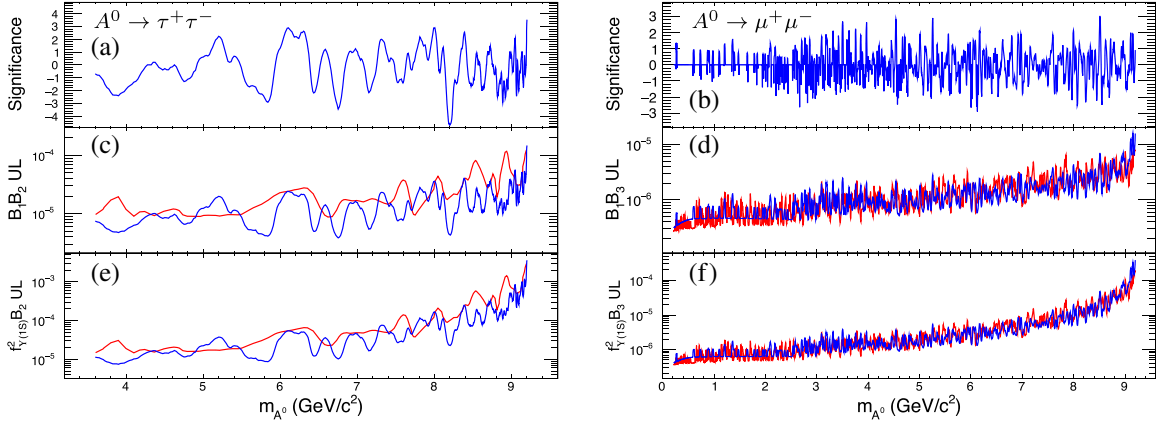 A⁰ → τ⁺τ⁻
(a)
Significance
4
3
2
1
0
−1
−2
−3
−4
(c)
B₁B₂ UL
10⁻⁴
10⁻⁵
(e)
f²_Υ(1S)B₂ UL
10⁻³
10⁻⁴
10⁻⁵
4 5 6 7 8 9
m_A⁰ (GeV/c²)
A⁰ → μ⁺μ⁻
(b)
Significance
3
2
1
0
−1
−2
−3
(d)
B₁B₃ UL
10⁻⁵
10⁻⁶
(f)
f²_Υ(1S)B₃ UL
10⁻⁴
10⁻⁵
10⁻⁶
0 1 2 3 4 5 6 7 8 9
m_A⁰ (GeV/c²)